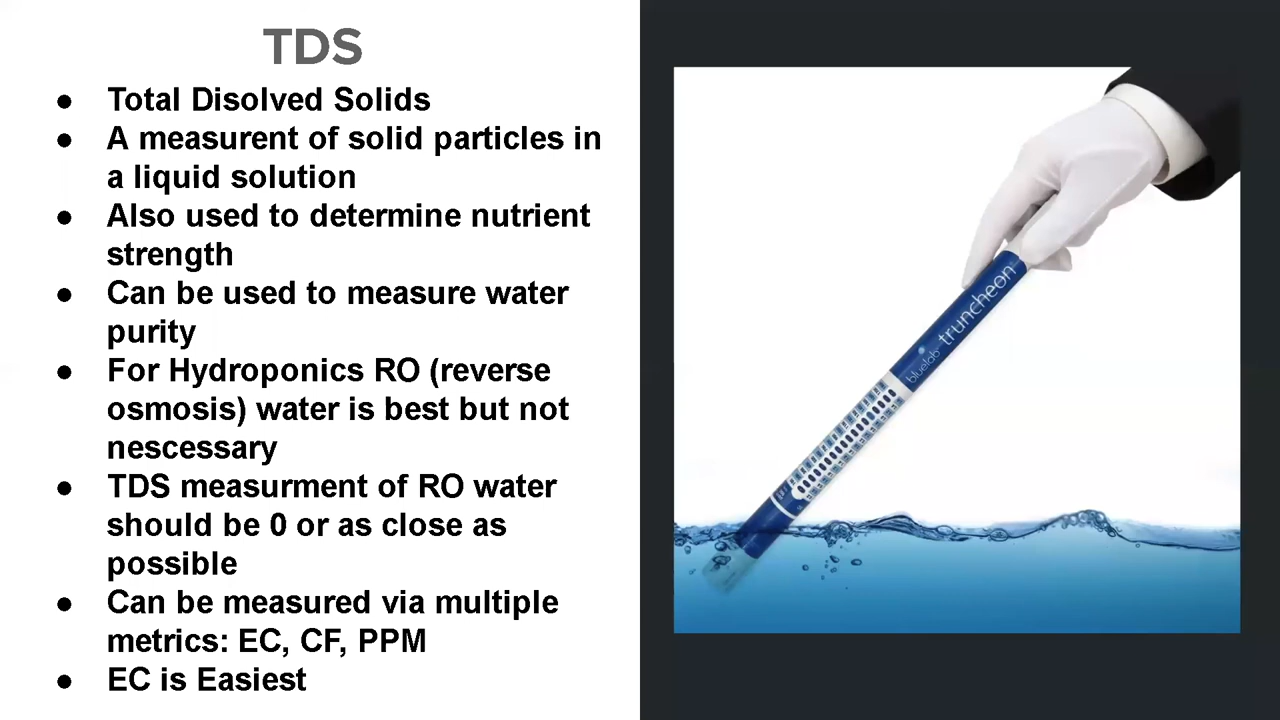 TDS
● Total Disolved Solids
● A measurent of solid particles in
a liquid solution
● Also used to determine nutrient
strength
● Can be used to measure water
purity
● For Hydroponics RO (reverse
osmosis) water is best but not
nescessary
● TDS measurment of RO water
should be 0 or as close as
possible
● Can be measured via multiple
metrics: EC, CF, PPM
● EC is Easiest
bluelab truncheon